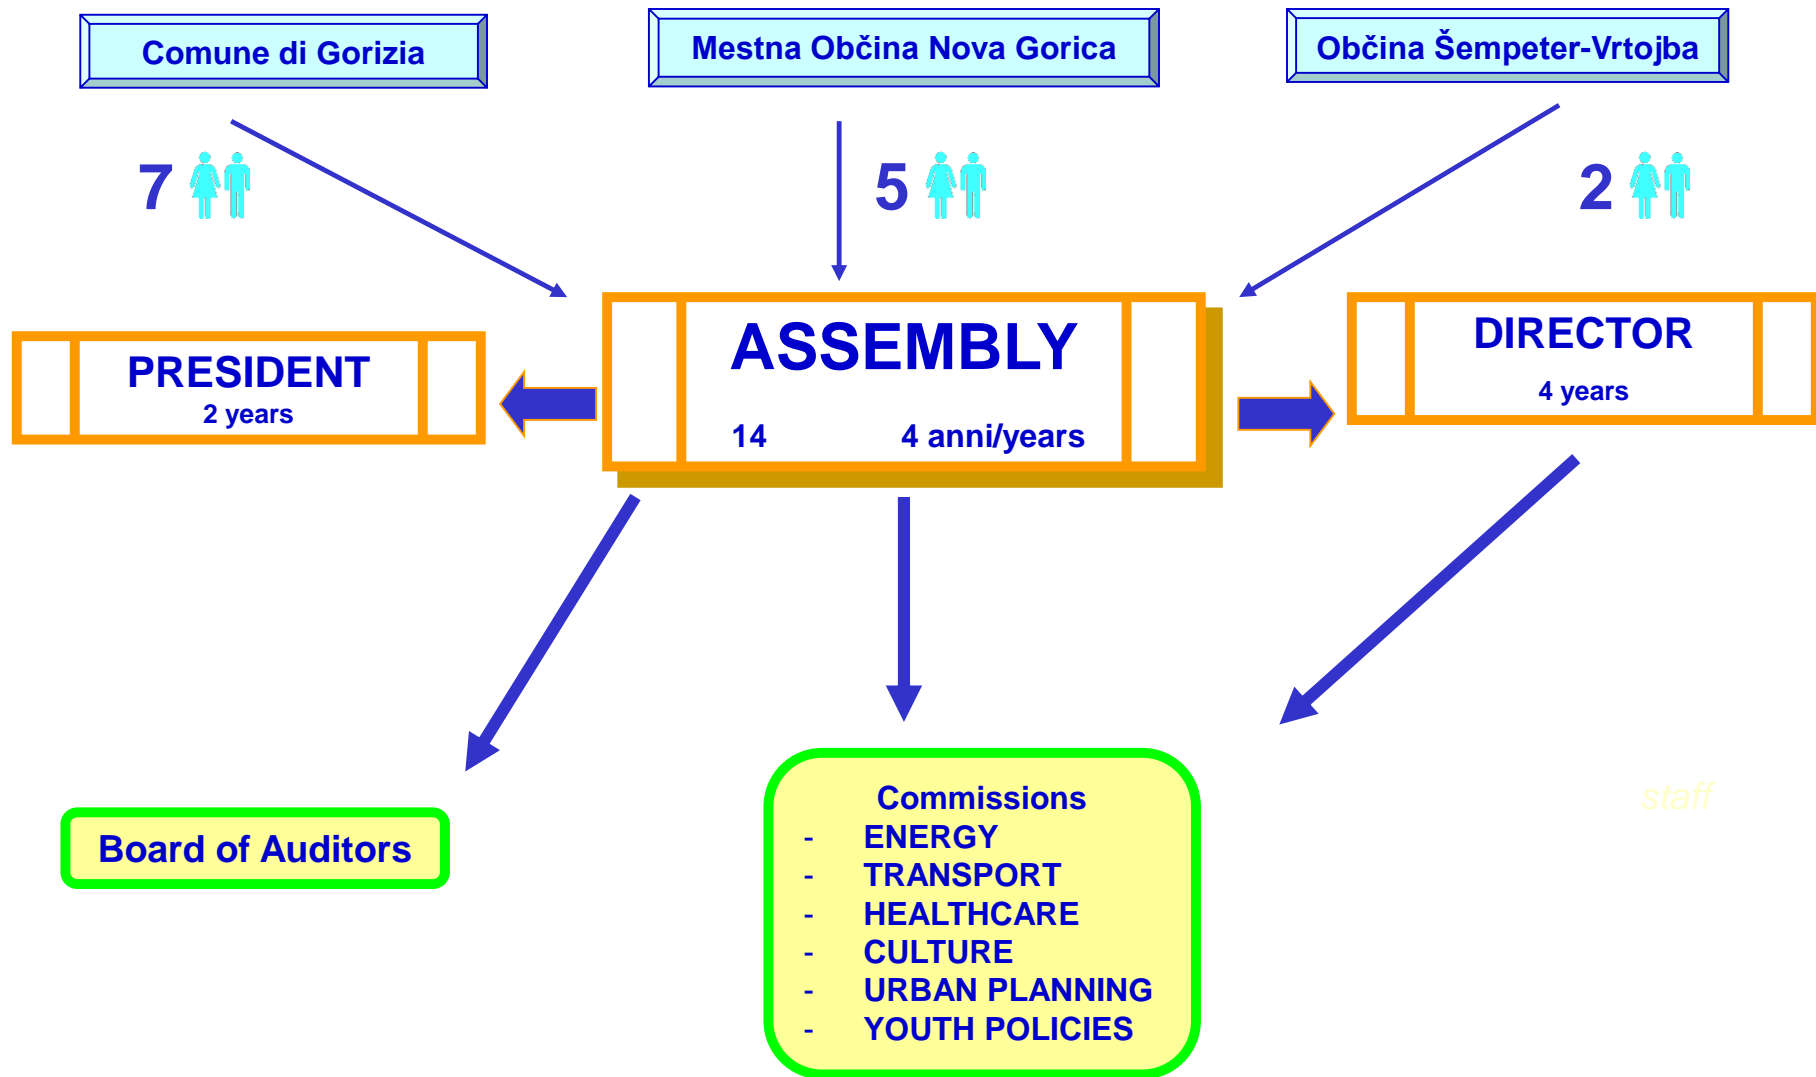 Comune di Gorizia
Mestna Občina Nova Gorica
Občina Šempeter-Vrtojba
7
5
2
PRESIDENT
2 years
ASSEMBLY
14 4 anni/years
DIRECTOR
4 years
Board of Auditors
Commissions
- ENERGY
- TRANSPORT
- HEALTHCARE
- CULTURE
- URBAN PLANNING
- YOUTH POLICIES
staff